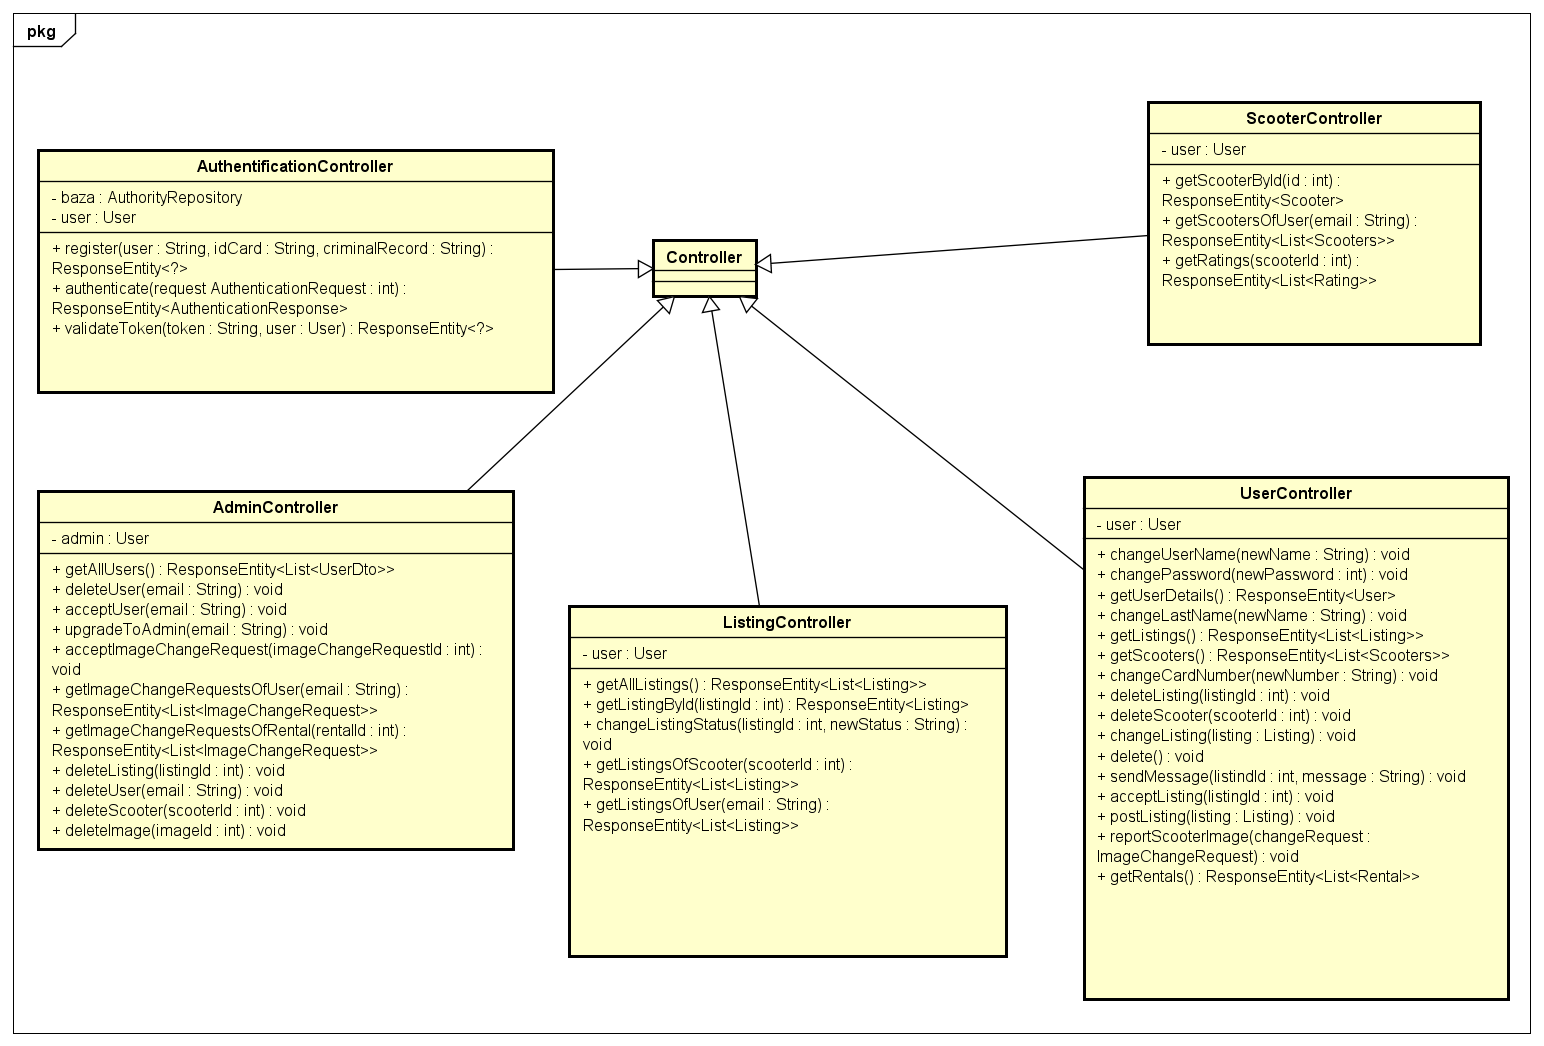 pkg
AuthentificationController
- baza : AuthorityRepository
- user : User
+ register(user : String, idCard : String, criminalRecord : String) :
ResponseEntity<?>
+ authenticate(request AuthenticationRequest : int) :
ResponseEntity<AuthenticationResponse>
+ validateToken(token : String, user : User) : ResponseEntity<?>
Controller
ScooterController
- user : User
+ getScooterById(id : int) :
ResponseEntity<Scooter>
+ getScootersOfUser(email : String) :
ResponseEntity<List<Scooters>>
+ getRatings(scooterId : int) :
ResponseEntity<List<Rating>>
AdminController
- admin : User
+ getAllUsers() : ResponseEntity<List<UserDto>>
+ deleteUser(email : String) : void
+ acceptUser(email : String) : void
+ upgradeToAdmin(email : String) : void
+ acceptImageChangeRequest(imageChangeRequestId : int) :
void
+ getImageChangeRequestsOfUser(email : String) :
ResponseEntity<List<ImageChangeRequest>>
+ getImageChangeRequestsOfRental(rentalId : int) :
ResponseEntity<List<ImageChangeRequest>>
+ deleteListing(listingId : int) : void
+ deleteUser(email : String) : void
+ deleteScooter(scooterId : int) : void
+ deleteImage(imageId : int) : void
ListingController
- user : User
+ getAllListings() : ResponseEntity<List<Listing>>
+ getListingById(listingId : int) : ResponseEntity<Listing>
+ changeListingStatus(listingId : int, newStatus : String) :
void
+ getListingsOfScooter(scooterId : int) :
ResponseEntity<List<Listing>>
+ getListingsOfUser(email : String) :
ResponseEntity<List<Listing>>
UserController
- user : User
+ changeUserName(newName : String) : void
+ changePassword(newPassword : int) : void
+ getUserDetails() : ResponseEntity<User>
+ changeLastName(newName : String) : void
+ getListings() : ResponseEntity<List<Listing>>
+ getScooters() : ResponseEntity<List<Scooters>>
+ changeCardNumber(newNumber : String) : void
+ deleteListing(listingId : int) : void
+ deleteScooter(scooterId : int) : void
+ changeListing(listing : Listing) : void
+ delete() : void
+ sendMessage(listindId : int, message : String) : void
+ acceptListing(listingId : int) : void
+ postListing(listing : Listing) : void
+ reportScooterImage(changeRequest :
ImageChangeRequest) : void
+ getRentals() : ResponseEntity<List<Rental>>